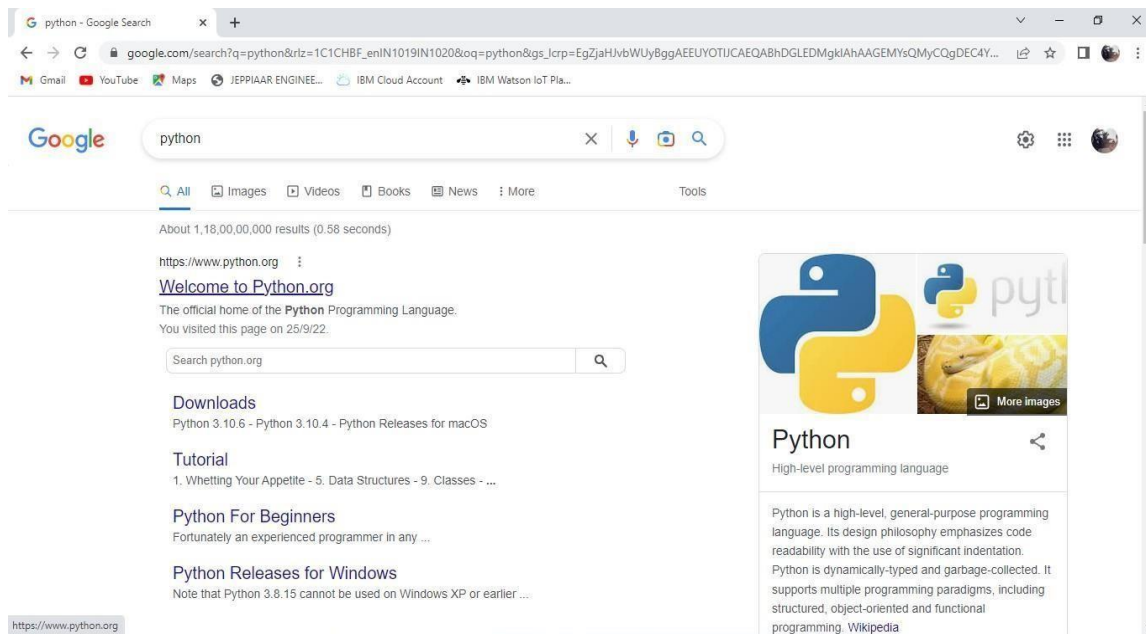 python - Google Search
google.com/search?q=python&rlz=1C1CHBF_enIN1019IN1020&oq=python&gs_lcrp=EgZjaHJvbWUyBggAEEUYOTIJCAEQABhDGLEDMgkIAhAAGEMYsQMyCQgDEC4Y...
Gmail YouTube Maps JEPPIAAR ENGINEE... IBM Cloud Account IBM Watson IoT Pla...
Google
python
All Images Videos Books News More Tools
About 1,18,00,00,000 results (0.58 seconds)
https://www.python.org
Welcome to Python.org
The official home of the Python Programming Language.
You visited this page on 25/9/22.
Search python.org
Downloads
Python 3.10.6 - Python 3.10.4 - Python Releases for macOS
Tutorial
1. Whetting Your Appetite - 5. Data Structures - 9. Classes - ...
Python For Beginners
Fortunately an experienced programmer in any ...
Python Releases for Windows
Note that Python 3.8.15 cannot be used on Windows XP or earlier ...
pyth
More images
Python
High-level programming language
Python is a high-level, general-purpose programming
language. Its design philosophy emphasizes code
readability with the use of significant indentation.
Python is dynamically-typed and garbage-collected. It
supports multiple programming paradigms, including
structured, object-oriented and functional
programming. Wikipedia
https://www.python.org